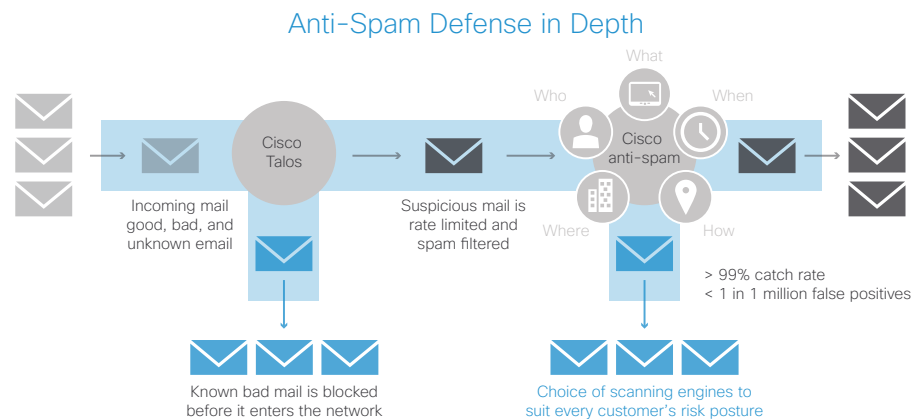 Anti-Spam Defense in Depth
What
Who
When
Cisco
Talos
Cisco
anti-spam
Incoming mail
good, bad, and
unknown email
Suspicious mail is
rate limited and
spam filtered
Where
How
> 99% catch rate
< 1 in 1 million false positives
Known bad mail is blocked
before it enters the network
Choice of scanning engines to
suit every customer's risk posture